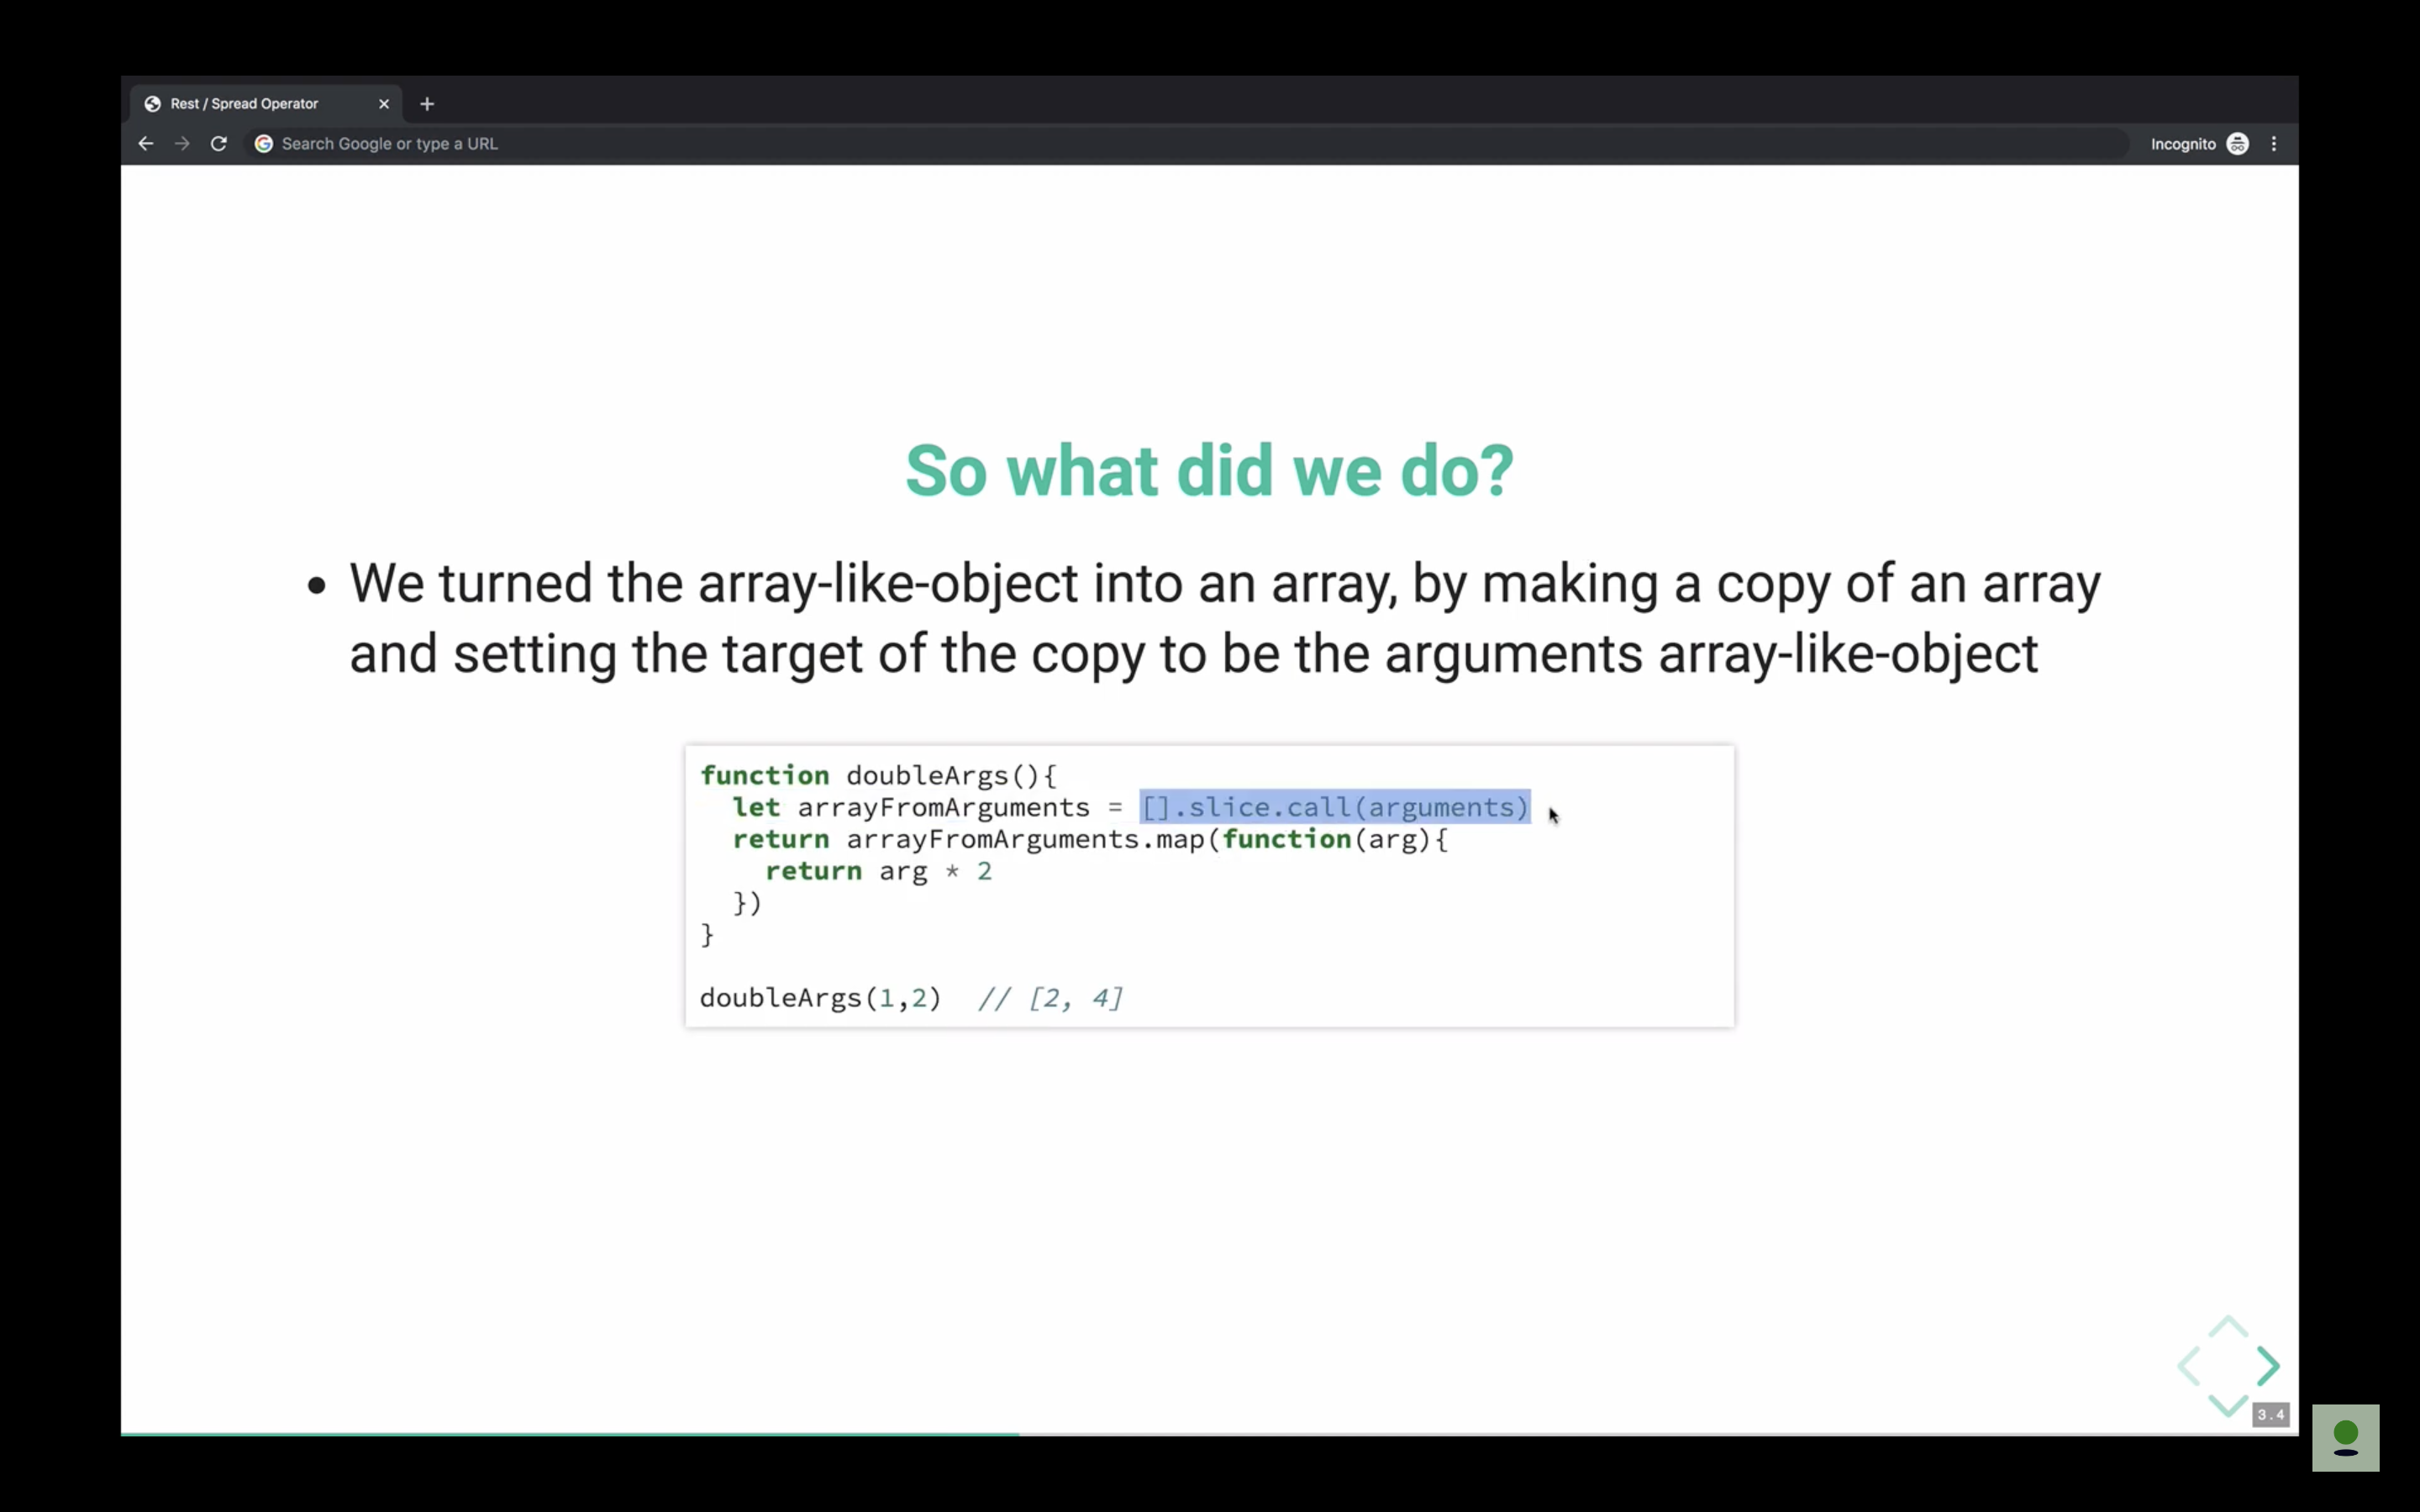 Rest / Spread Operator
Search Google or type a URL
Incognito
So what did we do?
• We turned the array-like-object into an array, by making a copy of an array
and setting the target of the copy to be the arguments array-like-object
function doubleArgs(){
  let arrayFromArguments = [].slice.call(arguments)
  return arrayFromArguments.map(function(arg){
    return arg * 2
  })
}
doubleArgs(1,2)  // [2, 4]
3.4